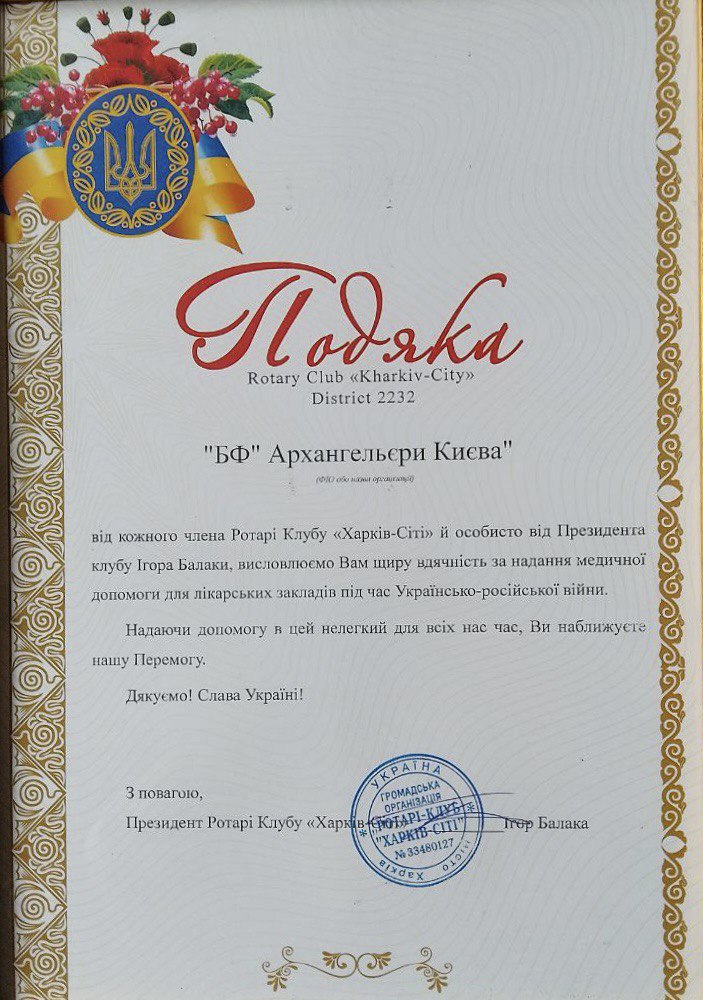 Подяка
Rotary Club «Kharkiv-City»
District 2232
"БФ" Архангельєри Києва"
(ФІО або назва організації)
від кожного члена Ротарі Клубу «Харків-Сіті» й особисто від Президента
клубу Ігора Балаки, висловлюємо Вам щиру вдячність за надання медичної
допомоги для лікарських закладів під час Українсько-російської війни.
Надаючи допомогу в цей нелегкий для всіх нас час, Ви наближуєте
нашу Перемогу.
Дякуємо! Слава Україні!
З повагою,
Президент Ротарі Клубу «Харків-Сіті» Ігор Балака
УКРАЇНА
ГРОМАДСЬКА
ОРГАНІЗАЦІЯ
"РОТАРІ-КЛУБ
"ХАРКІВ-СІТІ"
№33480127
місто Харків